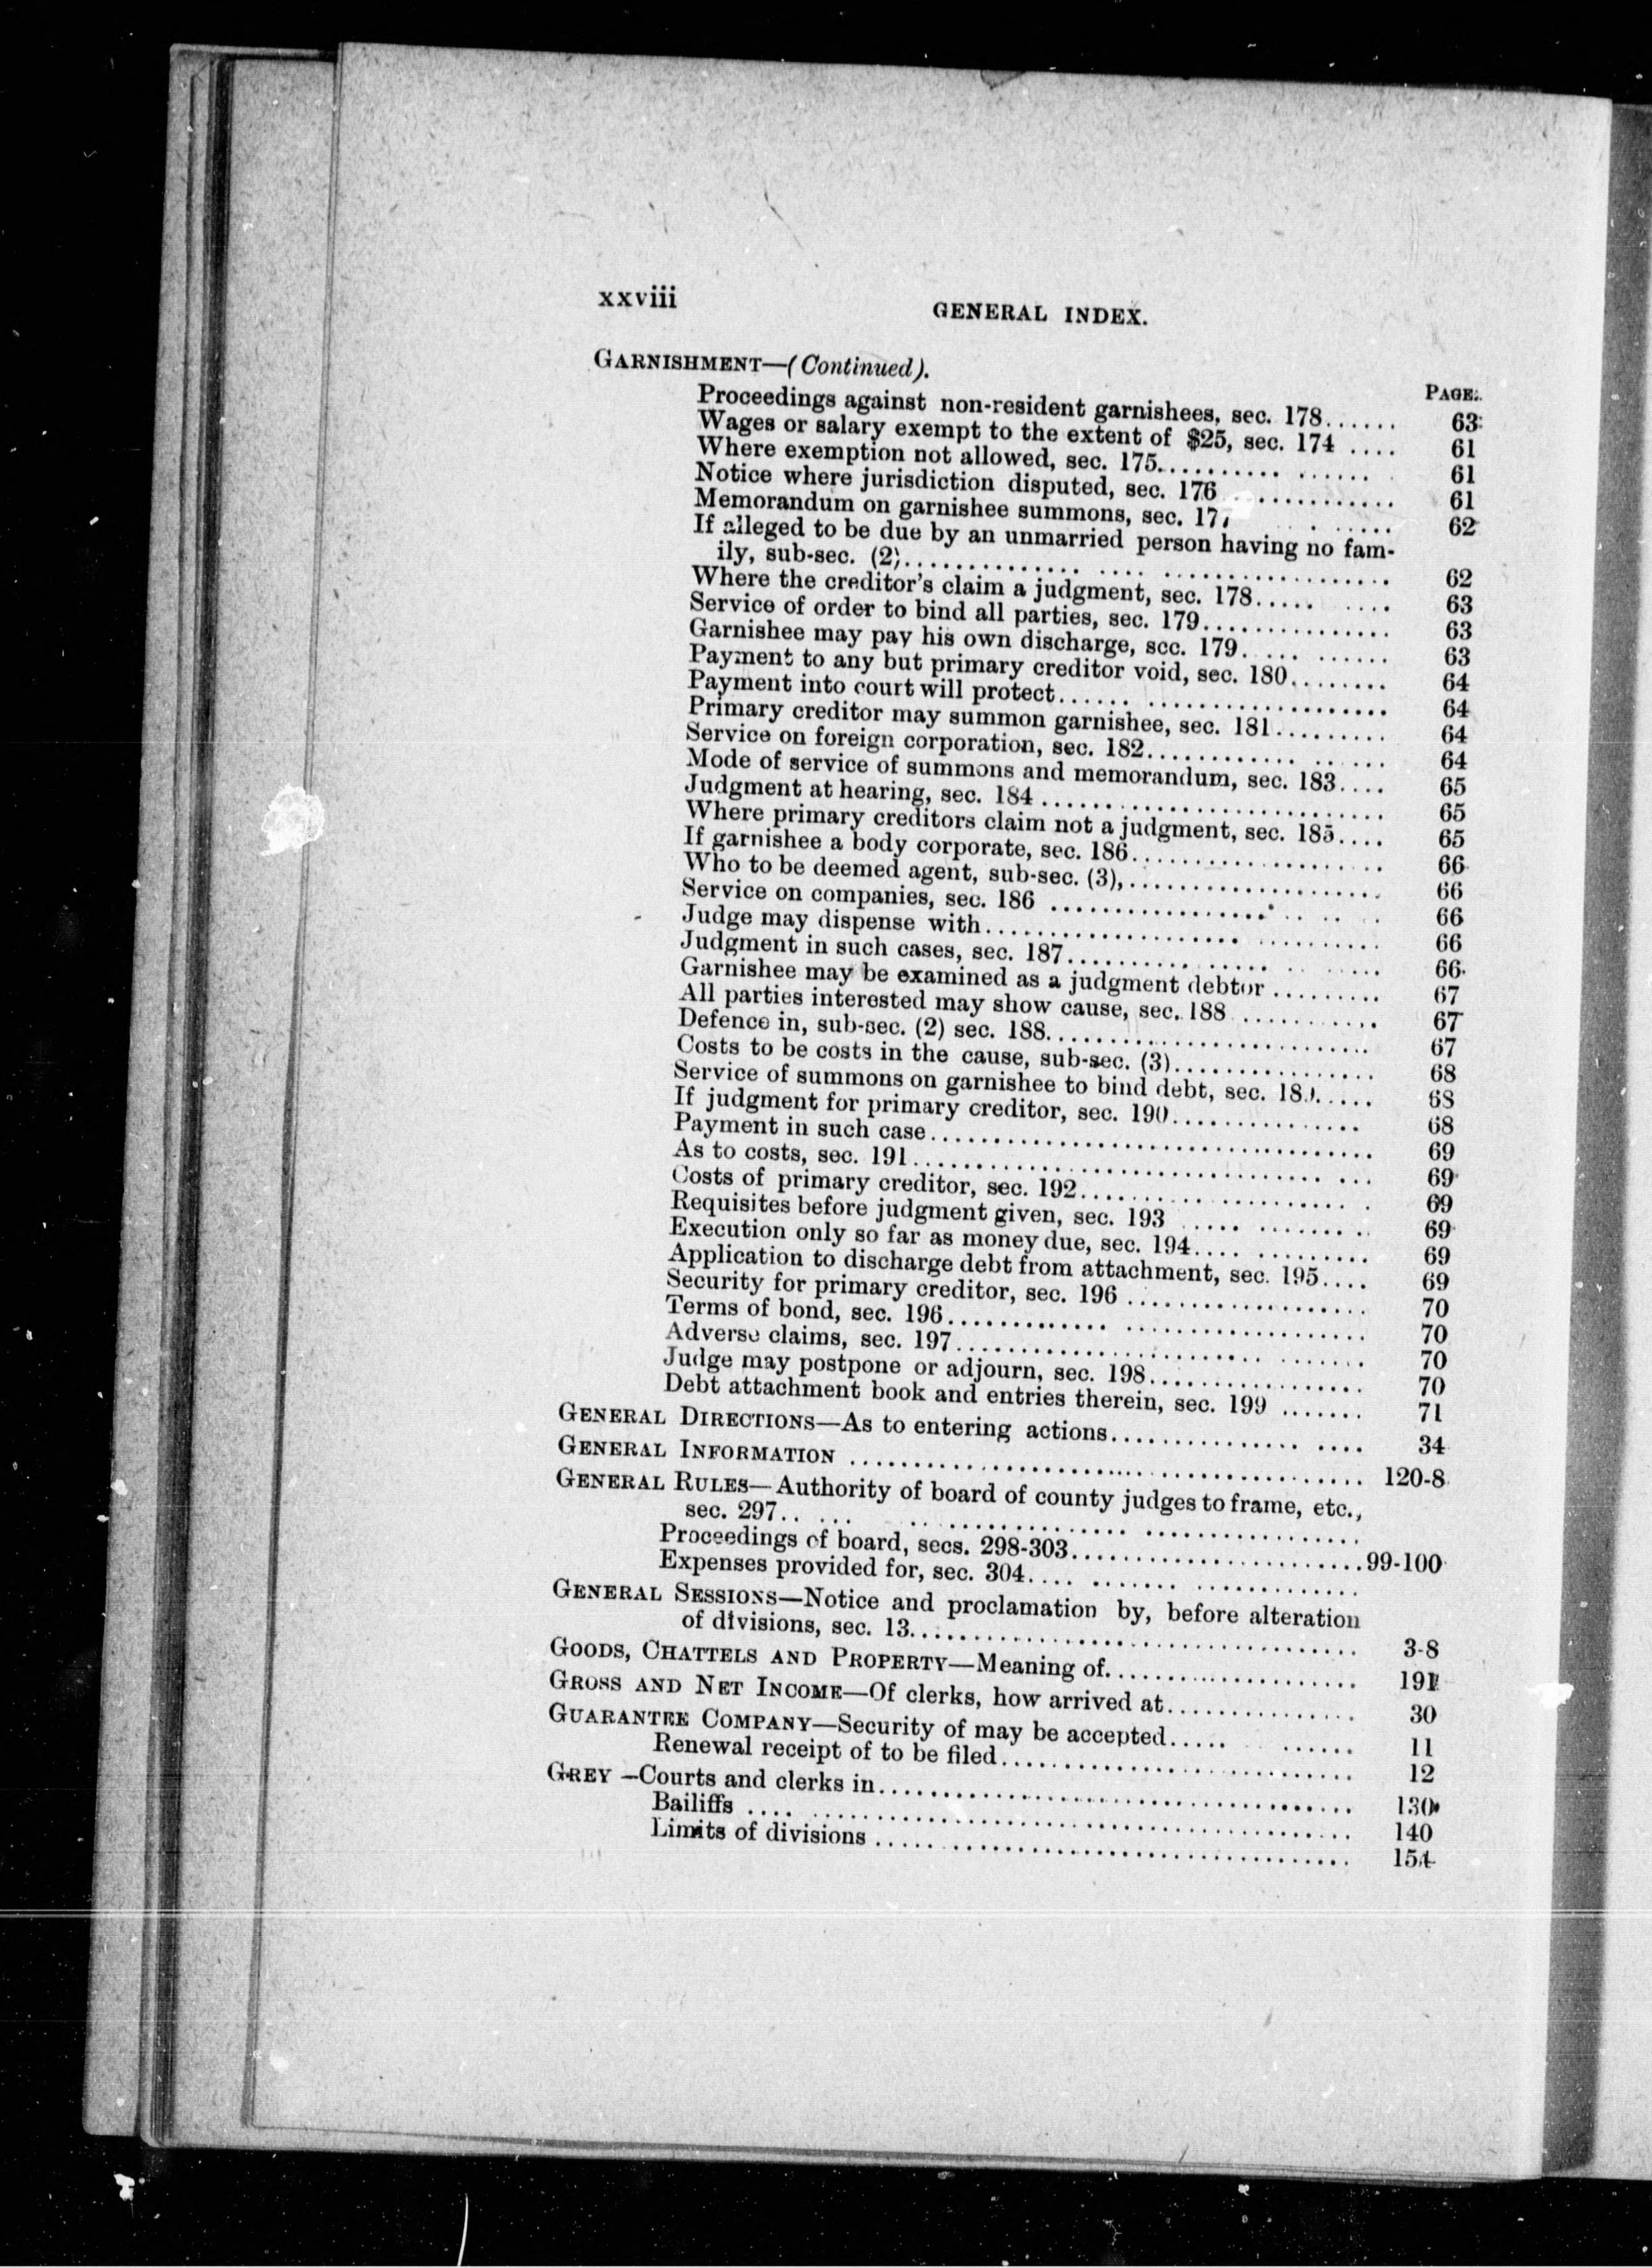 xxviii GENERAL INDEX.
GARNISHMENT—(Continued).
PAGE.
Proceedings against non-resident garnishees, sec. 178...... 63
Wages or salary exempt to the extent of $25, sec. 174 .... 61
Where exemption not allowed, sec. 175................. 61
Notice where jurisdiction disputed, sec. 176 ............. 61
Memorandum on garnishee summons, sec. 177 ...... 62
If alleged to be due by an unmarried person having no fam-
ily, sub-sec. (2)................................... 62
Where the creditor's claim a judgment, sec. 178......... 63
Service of order to bind all parties, sec. 179............... 63
Garnishee may pay his own discharge, sec. 179........... 63
Payment to any but primary creditor void, sec. 180........ 64
Payment into court will protect.......................... 64
Primary creditor may summon garnishee, sec. 181......... 64
Service on foreign corporation, sec. 182.................. 64
Mode of service of summons and memorandum, sec. 183.... 65
Judgment at hearing, sec. 184 ........................... 65
Where primary creditors claim not a judgment, sec. 185.... 65
If garnishee a body corporate, sec. 186.................... 66
Who to be deemed agent, sub-sec. (3),.................... 66
Service on companies, sec. 186 ....................... 66
Judge may dispense with............................... 66
Judgment in such cases, sec. 187....................... 66
Garnishee may be examined as a judgment debtor ......... 67
All parties interested may show cause, sec. 188 ........... 67
Defence in, sub-sec. (2) sec. 188......................... 67
Costs to be costs in the cause, sub-sec. (3)................ 68
Service of summons on garnishee to bind debt, sec. 18 ..... 68
If judgment for primary creditor, sec. 190................ 68
Payment in such case................................... 69
As to costs, sec. 191................................... 69
Costs of primary creditor, sec. 192...................... 69
Requisites before judgment given, sec. 193 .............. 69
Execution only so far as money due, sec. 194.............. 69
Application to discharge debt from attachment, sec. 195.... 69
Security for primary creditor, sec. 196 ................... 70
Terms of bond, sec. 196................................ 70
Adverse claims, sec. 197............................... 70
Judge may postpone or adjourn, sec. 198................. 70
Debt attachment book and entries therein, sec. 199 ....... 71
GENERAL DIRECTIONS—As to entering actions................... 34
GENERAL INFORMATION ..................................... 120-8
GENERAL RULES—Authority of board of county judges to frame, etc.,
sec. 297......................................
Proceedings of board, secs. 298-303......................99-100
Expenses provided for, sec. 304.........................
GENERAL SESSIONS—Notice and proclamation by, before alteration
of divisions, sec. 13................................... 3-8
GOODS, CHATTELS AND PROPERTY—Meaning of.................... 191
GROSS AND NET INCOME—Of clerks, how arrived at............... 30
GUARANTEE COMPANY—Security of may be accepted........... 11
Renewal receipt of to be filed........................... 12
GREY —Courts and clerks in.................................. 130
Bailiffs ........................................... 140
Limits of divisions ................................... 154